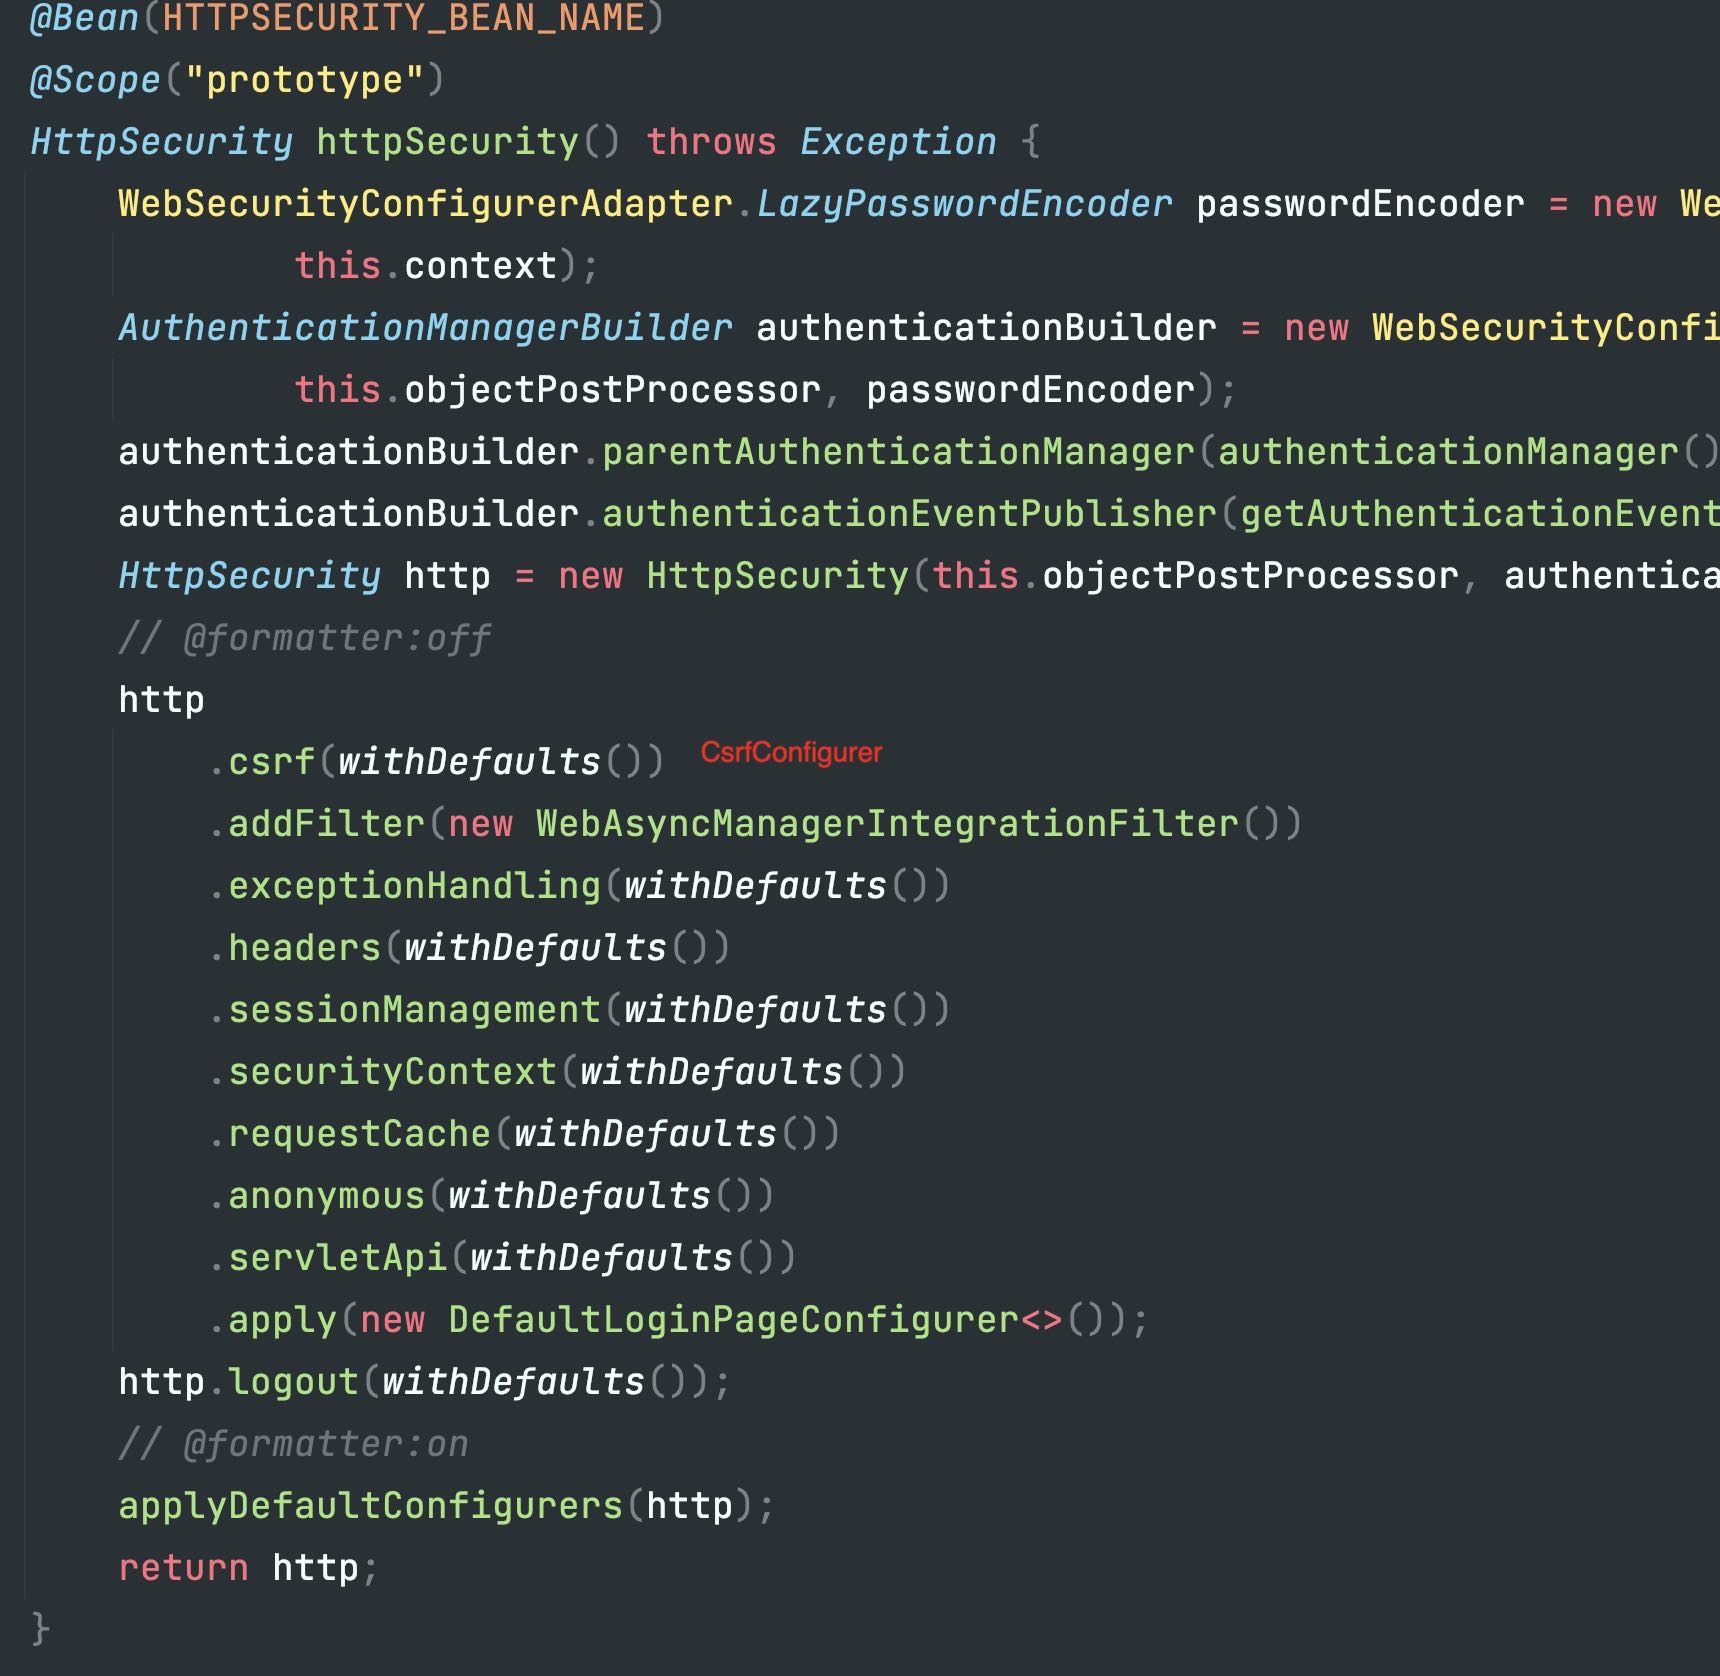 @Bean(HTTPSECURITY_BEAN_NAME)
@Scope("prototype")
HttpSecurity httpSecurity() throws Exception {
    WebSecurityConfigurerAdapter.LazyPasswordEncoder passwordEncoder = new We
            this.context);
    AuthenticationManagerBuilder authenticationBuilder = new WebSecurityConfi
            this.objectPostProcessor, passwordEncoder);
    authenticationBuilder.parentAuthenticationManager(authenticationManager()
    authenticationBuilder.authenticationEventPublisher(getAuthenticationEvent
    HttpSecurity http = new HttpSecurity(this.objectPostProcessor, authentica
    // @formatter:off
    http
        .csrf(withDefaults()) CsrfConfigurer
        .addFilter(new WebAsyncManagerIntegrationFilter())
        .exceptionHandling(withDefaults())
        .headers(withDefaults())
        .sessionManagement(withDefaults())
        .securityContext(withDefaults())
        .requestCache(withDefaults())
        .anonymous(withDefaults())
        .servletApi(withDefaults())
        .apply(new DefaultLoginPageConfigurer<>());
    http.logout(withDefaults());
    // @formatter:on
    applyDefaultConfigurers(http);
    return http;
}